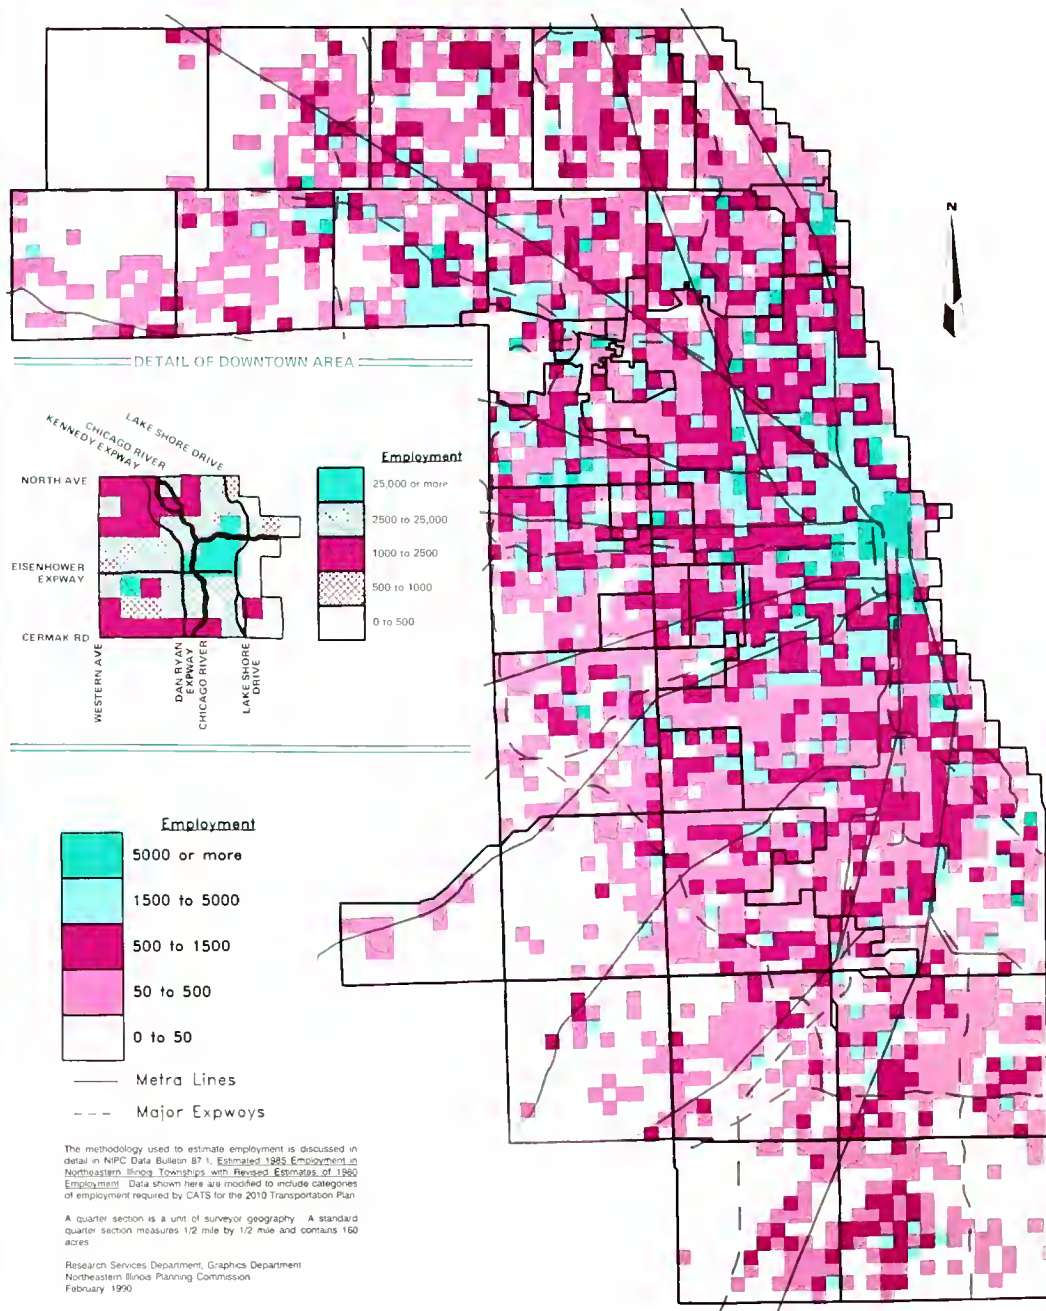 N
DETAIL OF DOWNTOWN AREA
LAKE SHORE DRIVE
CHICAGO RIVER
KENNEDY EXPWAY
NORTH AVE
EISENHOWER
EXPWAY
CERMAK RD
WESTERN AVE
DAN RYAN
EXPWAY
CHICAGO RIVER
LAKE SHORE
DRIVE
Employment
25,000 or more
2500 to 25,000
1000 to 2500
500 to 1000
0 to 500
Employment
5000 or more
1500 to 5000
500 to 1500
50 to 500
0 to 50
Metra Lines
Major Expways
The methodology used to estimate employment is discussed in
detail in NIPC Data Bulletin 87 1, Estimated 1985 Employment in
Northeastern Illinois Townships with Revised Estimates of 1980
Employment Data shown here are modified to include categories
of employment required by CATS for the 2010 Transportation Plan
A quarter section is a unit of surveyor geography A standard
quarter section measures 1/2 mile by 1/2 mile and contains 160
acres
Research Services Department, Graphics Department
Northeastern Illinois Planning Commission
February 1990